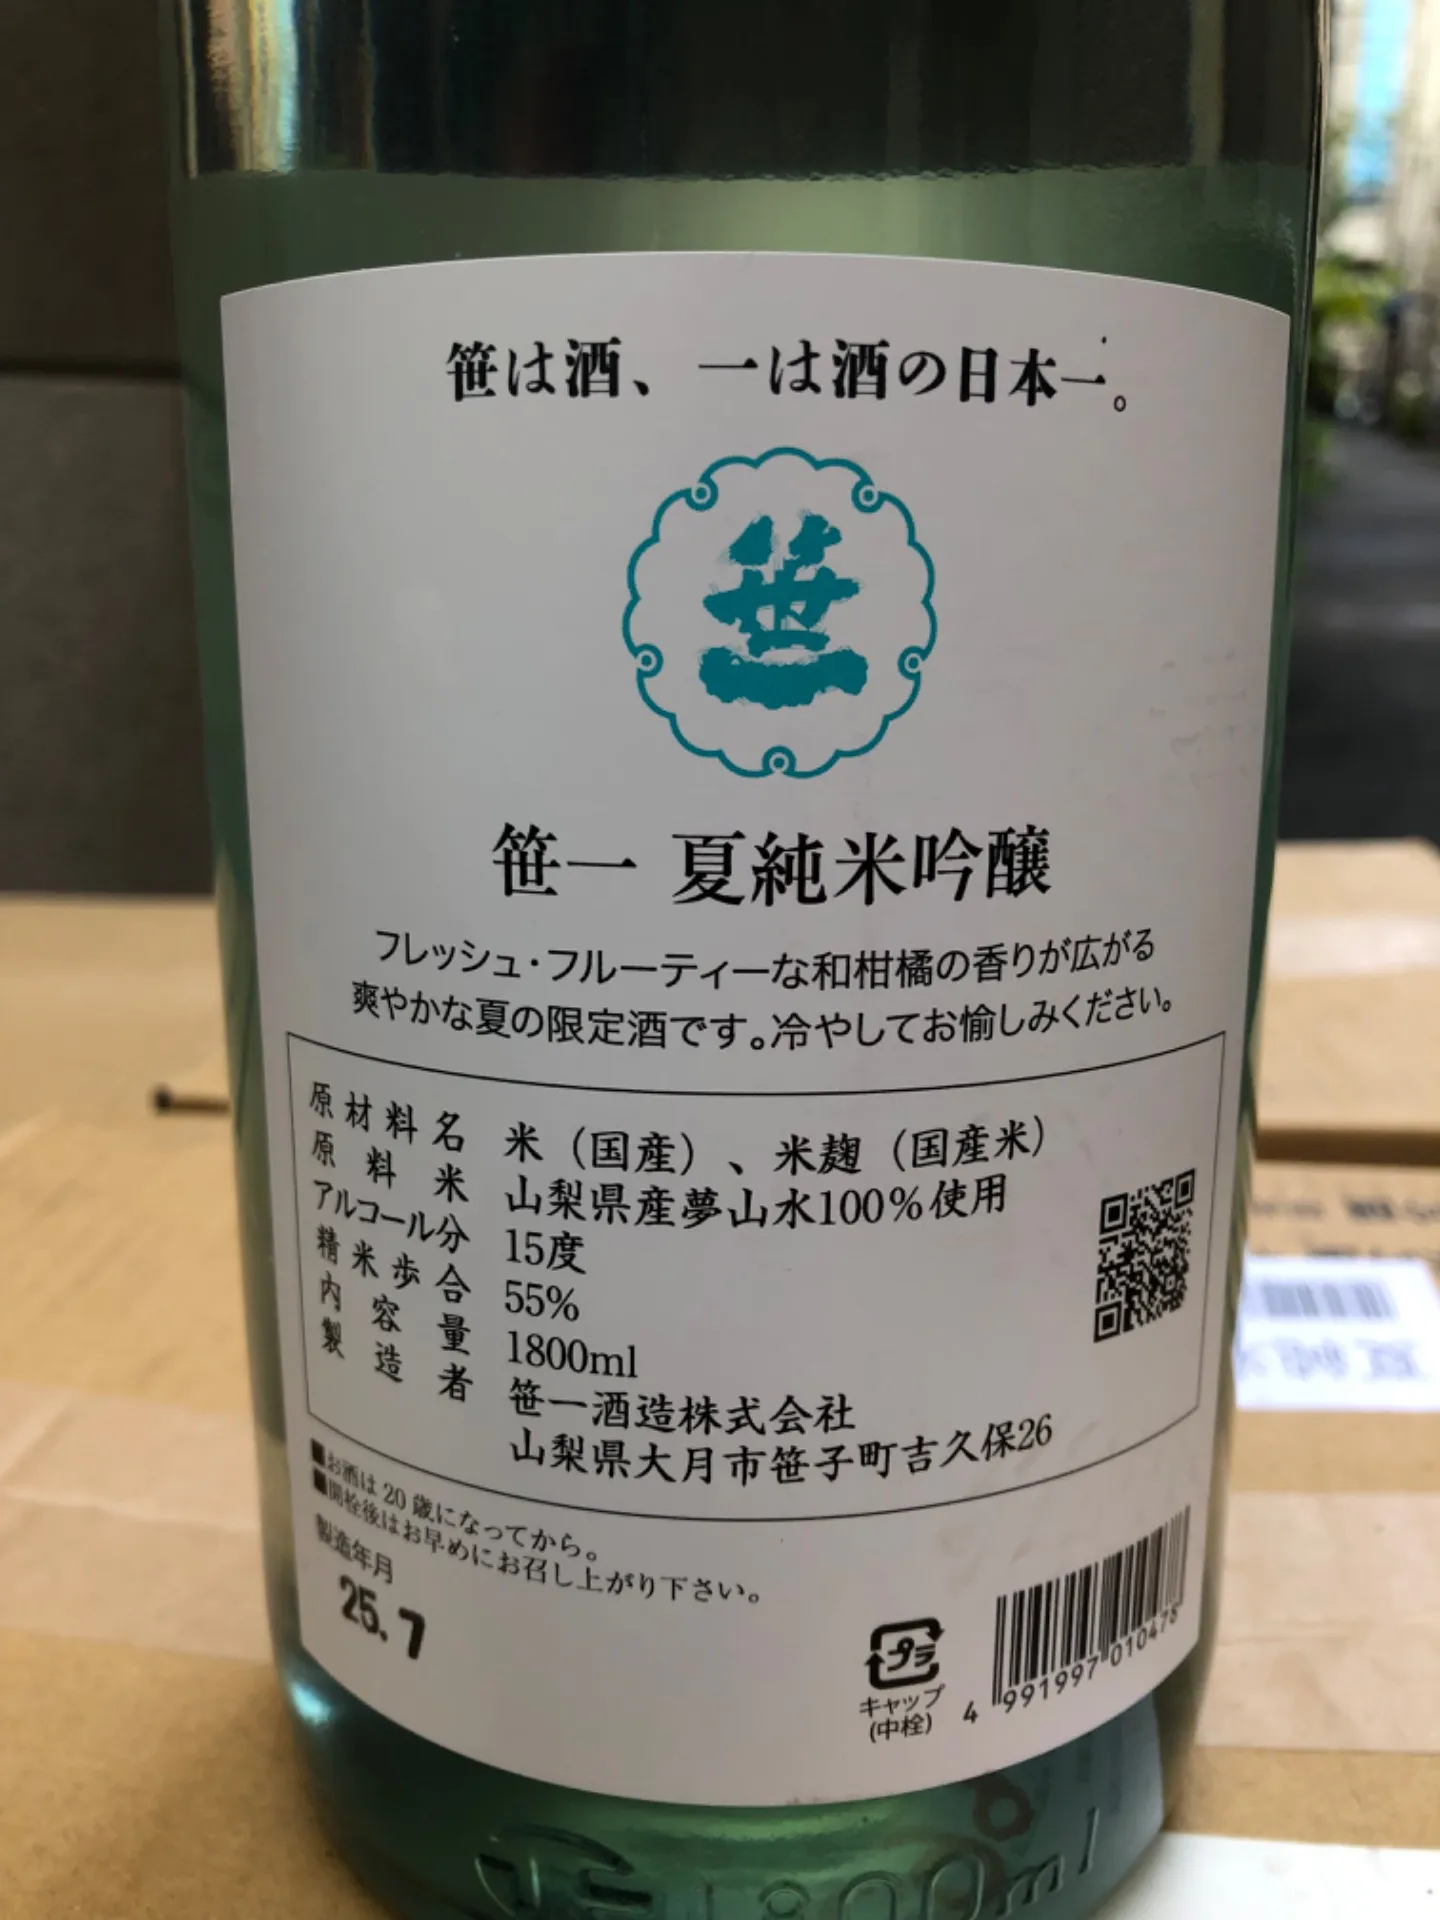 笹は酒、一は酒の日本一。
笹一
笹一 夏純米吟醸
フレッシュ・フルーティーな和柑橘の香りが広がる
爽やかな夏の限定酒です。冷やしてお愉しみください。
原材料名 米（国産）、米麹（国産米）
原料米 山梨県産夢山水100%使用
アルコール分 15度
精米歩合 55%
内容量 1800ml
製造者 笹一酒造株式会社
山梨県大月市笹子町吉久保26
■お酒は20歳になってから。
■開栓後はお早めにお召し上がり下さい。
製造年月
25.7
プラ
キャップ
(中栓)
4 991997 010478
1800ml